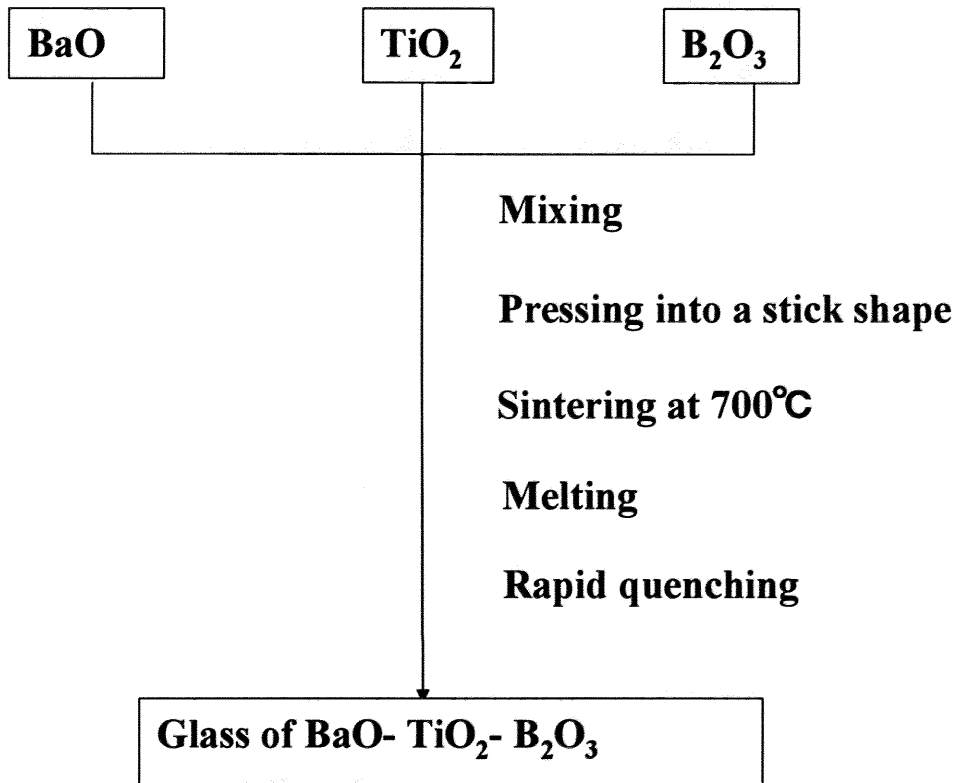 BaO
TiO₂
B₂O₃
Mixing
Pressing into a stick shape
Sintering at 700℃
Melting
Rapid quenching
Glass of BaO- TiO₂- B₂O₃